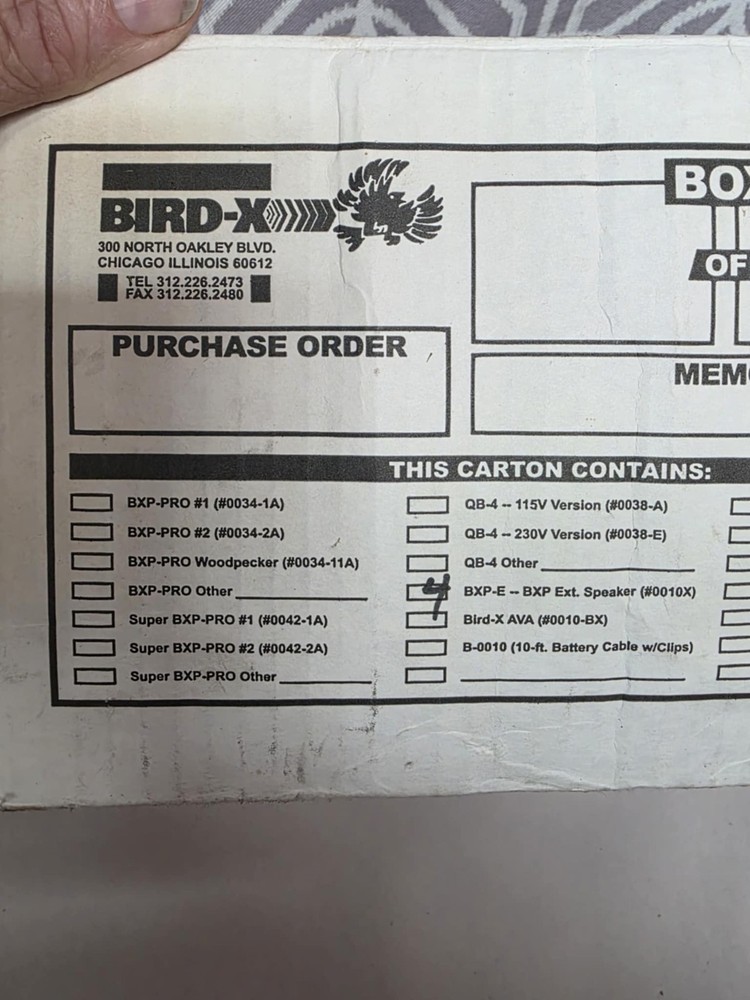 BIRD-X
300 NORTH OAKLEY BLVD.
CHICAGO ILLINOIS 60612
TEL 312.226.2473
FAX 312.226.2480
PURCHASE ORDER
BOX
OF
THIS CARTON CONTAINS:
BXP-PRO #1 (#0034-1A)
BXP-PRO #2 (#0034-2A)
BXP-PRO Woodpecker (#0034-11A)
BXP-PRO Other
Super BXP-PRO #1 (#0042-1A)
Super BXP-PRO #2 (#0042-2A)
Super BXP-PRO Other
QB-4 -- 115V Version (#0038-A)
QB-4 -- 230V Version (#0038-E)
QB-4 Other
4 BXP-E -- BXP Ext. Speaker (#0010X)
Bird-X AVA (#0010-BX)
B-0010 (10-ft. Battery Cable w/Clips)